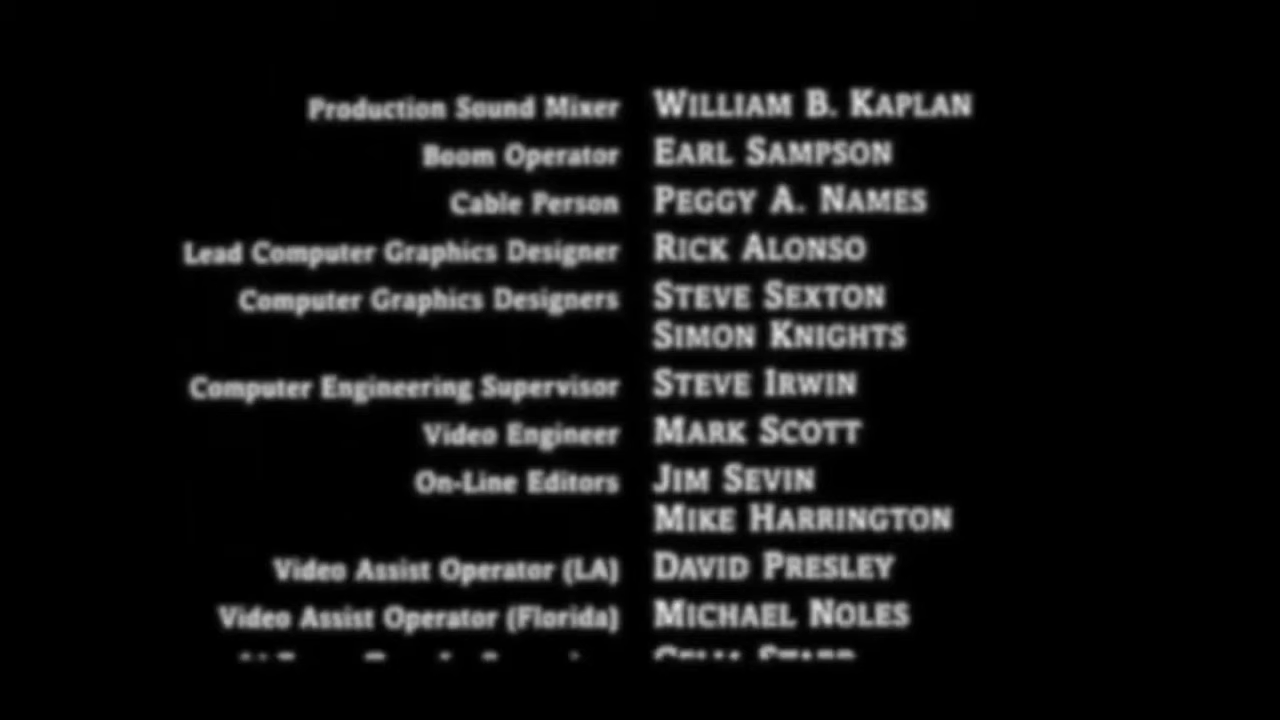 Production Sound Mixer WILLIAM B. KAPLAN
Boom Operator EARL SAMPSON
Cable Person PEGGY A. NAMES
Lead Computer Graphics Designer RICK ALONSO
Computer Graphics Designers STEVE SEXTON
SIMON KNIGHTS
Computer Engineering Supervisor STEVE IRWIN
Video Engineer MARK SCOTT
On-Line Editors JIM SEVIN
MIKE HARRINGTON
Video Assist Operator (LA) DAVID PRESLEY
Video Assist Operator (Florida) MICHAEL NOLES